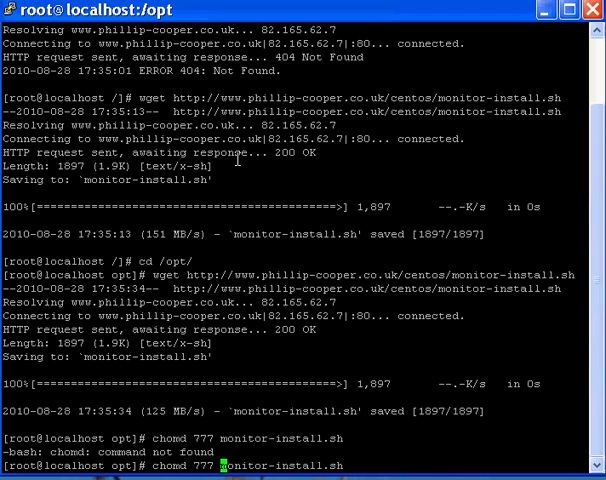 root@localhost:/opt
Resolving www.phillip-cooper.co.uk... 82.165.62.7
Connecting to www.phillip-cooper.co.uk|82.165.62.7|:80... connected.
HTTP request sent, awaiting response... 404 Not Found
2010-08-28 17:35:01 ERROR 404: Not Found.
[root@localhost /]# wget http://www.phillip-cooper.co.uk/centos/monitor-install.sh
--2010-08-28 17:35:13-- http://www.phillip-cooper.co.uk/centos/monitor-install.sh
Resolving www.phillip-cooper.co.uk... 82.165.62.7
Connecting to www.phillip-cooper.co.uk|82.165.62.7|:80... connected.
HTTP request sent, awaiting response... 200 OK
Length: 1897 (1.9K) [text/x-sh]
Saving to: `monitor-install.sh'
100%[======================================>] 1,897 --.-K/s in 0s
2010-08-28 17:35:13 (151 MB/s) - `monitor-install.sh' saved [1897/1897]
[root@localhost /]# cd /opt/
[root@localhost opt]# wget http://www.phillip-cooper.co.uk/centos/monitor-install.sh
--2010-08-28 17:35:34-- http://www.phillip-cooper.co.uk/centos/monitor-install.sh
Resolving www.phillip-cooper.co.uk... 82.165.62.7
Connecting to www.phillip-cooper.co.uk|82.165.62.7|:80... connected.
HTTP request sent, awaiting response... 200 OK
Length: 1897 (1.9K) [text/x-sh]
Saving to: `monitor-install.sh'
100%[======================================>] 1,897 --.-K/s in 0s
2010-08-28 17:35:34 (125 MB/s) - `monitor-install.sh' saved [1897/1897]
[root@localhost opt]# chomd 777 monitor-install.sh
-bash: chomd: command not found
[root@localhost opt]# chomd 777 monitor-install.sh